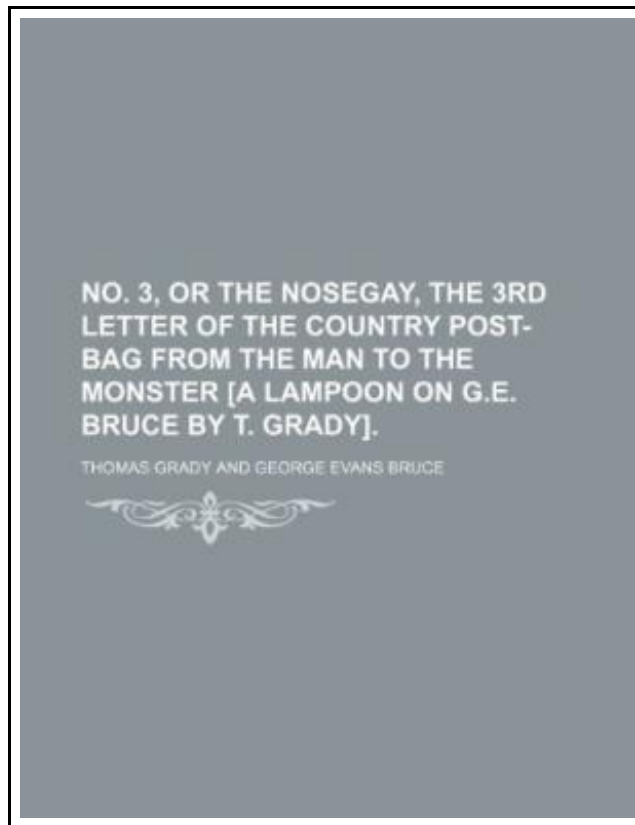 NO. 3, OR THE NOSEGAY, THE 3RD
LETTER OF THE COUNTRY POST-
BAG FROM THE MAN TO THE
MONSTER [A LAMPOON ON G.E.
BRUCE BY T. GRADY].
THOMAS GRADY AND GEORGE EVANS BRUCE